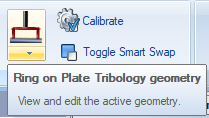 Calibrate
Toggle Smart Swap
Ring on Plate Tribology geometry
View and edit the active geometry.